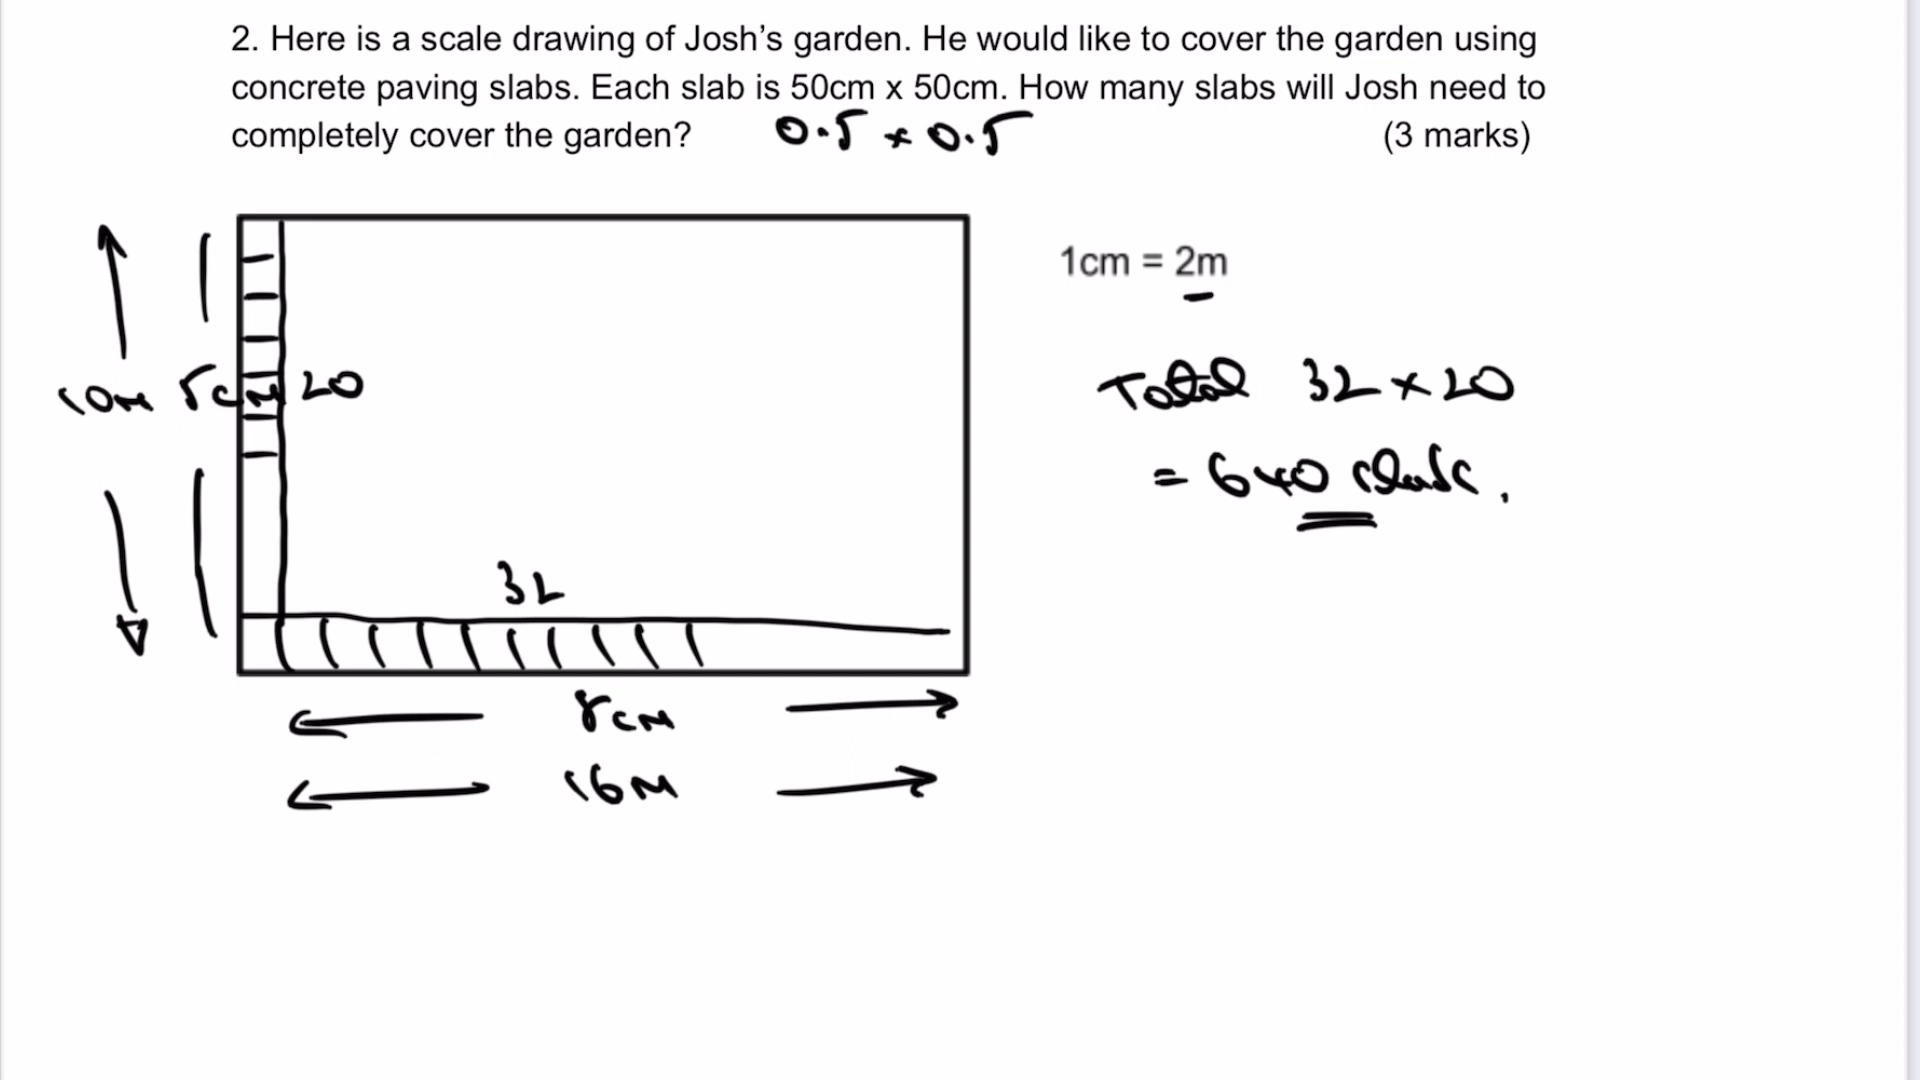 2. Here is a scale drawing of Josh’s garden. He would like to cover the garden using
concrete paving slabs. Each slab is 50cm x 50cm. How many slabs will Josh need to
completely cover the garden? (3 marks)
0.5 x 0.5
1cm = 2m
10m 5cm 20
Total 32 x 20
= 640 slabs.
32
8cm
16m